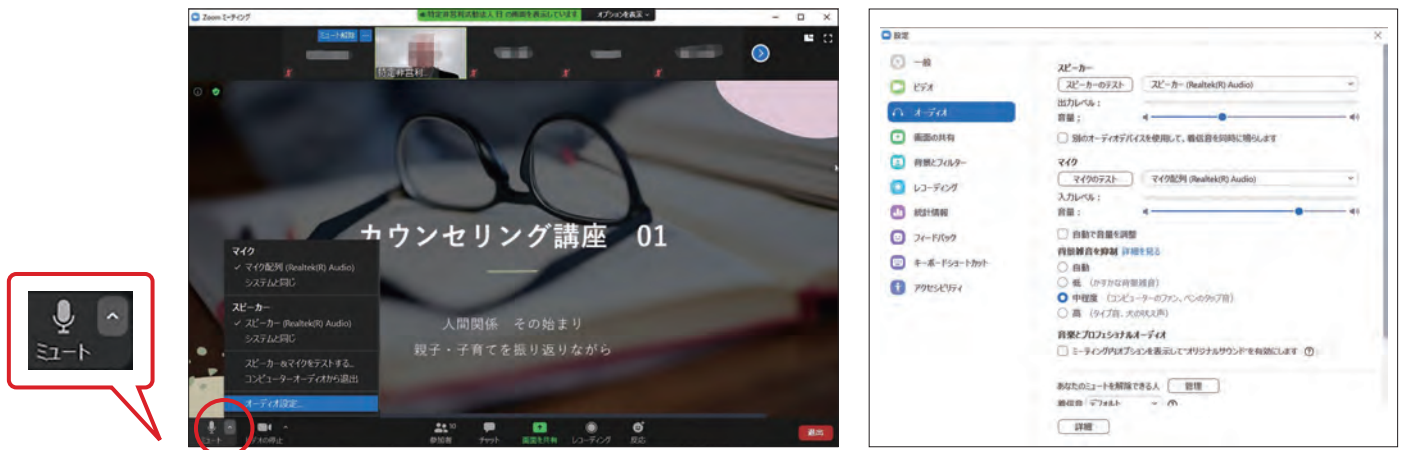 ミュート
Zoom ミーティング
の画面を表示しています
オプションを表示
ミュート解除
特定非営利...
カウンセリング講座 01
人間関係 その始まり
親子・子育てを振り返りながら
マイク
✓ マイク配列 (Realtek(R) Audio)
システムと同じ
スピーカー
✓ スピーカー (Realtek(R) Audio)
システムと同じ
スピーカー&マイクをテストする...
コンピューターオーディオから退出
オーディオ設定...
ミュート
ビデオの停止
10
参加者
チャット
画面を共有
レコーディング
反応
退出
設定
一般
ビデオ
オーディオ
画面の共有
背景とフィルター
レコーディング
統計情報
フィードバック
キーボードショートカット
アクセシビリティ
スピーカー
スピーカーのテスト
スピーカー (Realtek(R) Audio)
出力レベル:
音量:
別のオーディオデバイスを使用して、着信音を同時に鳴らします
マイク
マイクのテスト
マイク配列 (Realtek(R) Audio)
入力レベル:
音量:
自動で音量を調整
背景雑音を抑制 詳細を見る
自動
低 (かすかな背景雑音)
中程度 (コンピューターのファン、ペンのタップ音)
高 (タイプ音、犬の吠え声)
音楽とプロフェッショナルオーディオ
ミーティング内オプションを表示して"オリジナルサウンド"を有効にします
あなたのミュートを解除できる人 管理
着信音 デフォルト
詳細